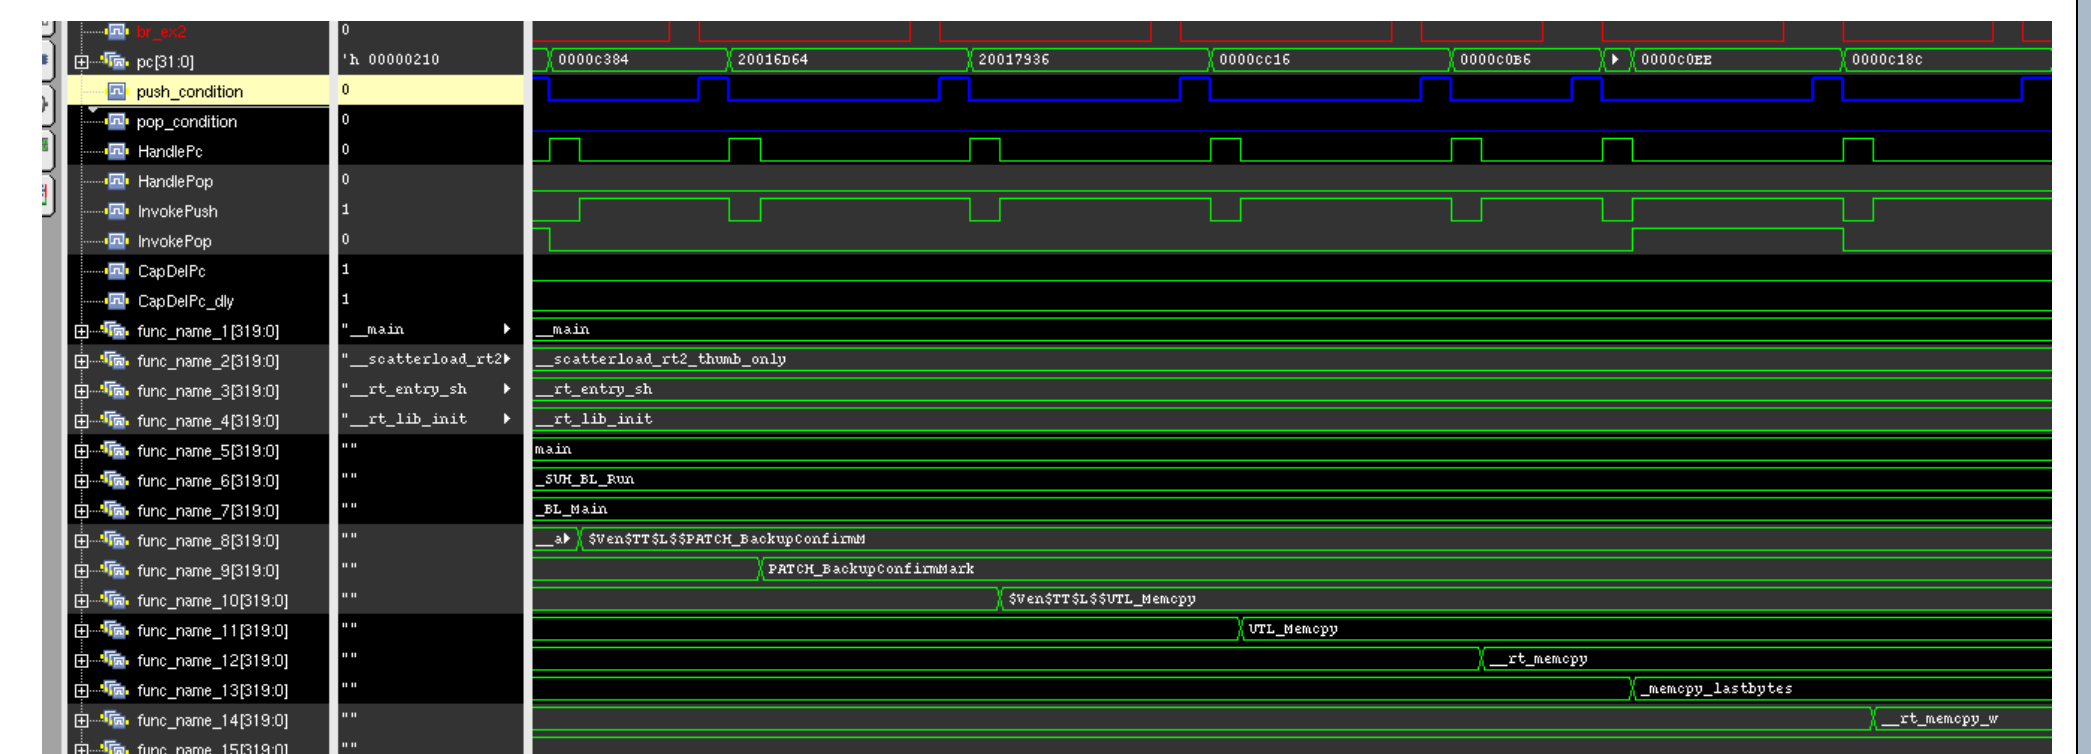 br_ex2 0
pc[31:0] 'h 00000210 0000C384 20016D64 20017936 0000CC16 0000C0B6 0000C0EE 0000C18C
push_condition 0
pop_condition 0
HandlePc 0
HandlePop 0
InvokePush 1
InvokePop 0
CapDelPc 1
CapDelPc_dly 1
func_name_1[319:0] "__main __main
func_name_2[319:0] "__scatterload_rt2 __scatterload_rt2_thumb_only
func_name_3[319:0] "__rt_entry_sh __rt_entry_sh
func_name_4[319:0] "__rt_lib_init __rt_lib_init
func_name_5[319:0] "" main
func_name_6[319:0] "" _SUH_BL_Run
func_name_7[319:0] "" _BL_Main
func_name_8[319:0] "" __a $Ven$TT$L$$PATCH_BackupConfirmM
func_name_9[319:0] "" PATCH_BackupConfirmMark
func_name_10[319:0] "" $Ven$TT$L$$UTL_Memcpy
func_name_11[319:0] "" UTL_Memcpy
func_name_12[319:0] "" __rt_memcpy
func_name_13[319:0] "" _memcpy_lastbytes
func_name_14[319:0] "" __rt_memcpy_w
func_name_15[319:0] ""